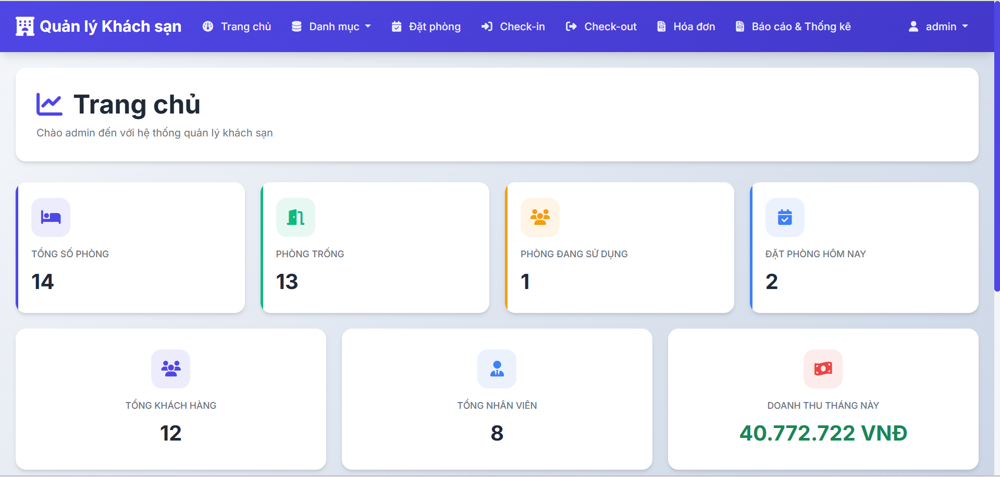 Quản lý Khách sạn Trang chủ Danh mục Đặt phòng Check-in Check-out Hóa đơn Báo cáo & Thống kê admin
Trang chủ
Chào admin đến với hệ thống quản lý khách sạn
TỔNG SỐ PHÒNG
14
PHÒNG TRỐNG
13
PHÒNG ĐANG SỬ DỤNG
1
ĐẶT PHÒNG HÔM NAY
2
TỔNG KHÁCH HÀNG
12
TỔNG NHÂN VIÊN
8
DOANH THU THÁNG NÀY
40.772.722 VNĐ